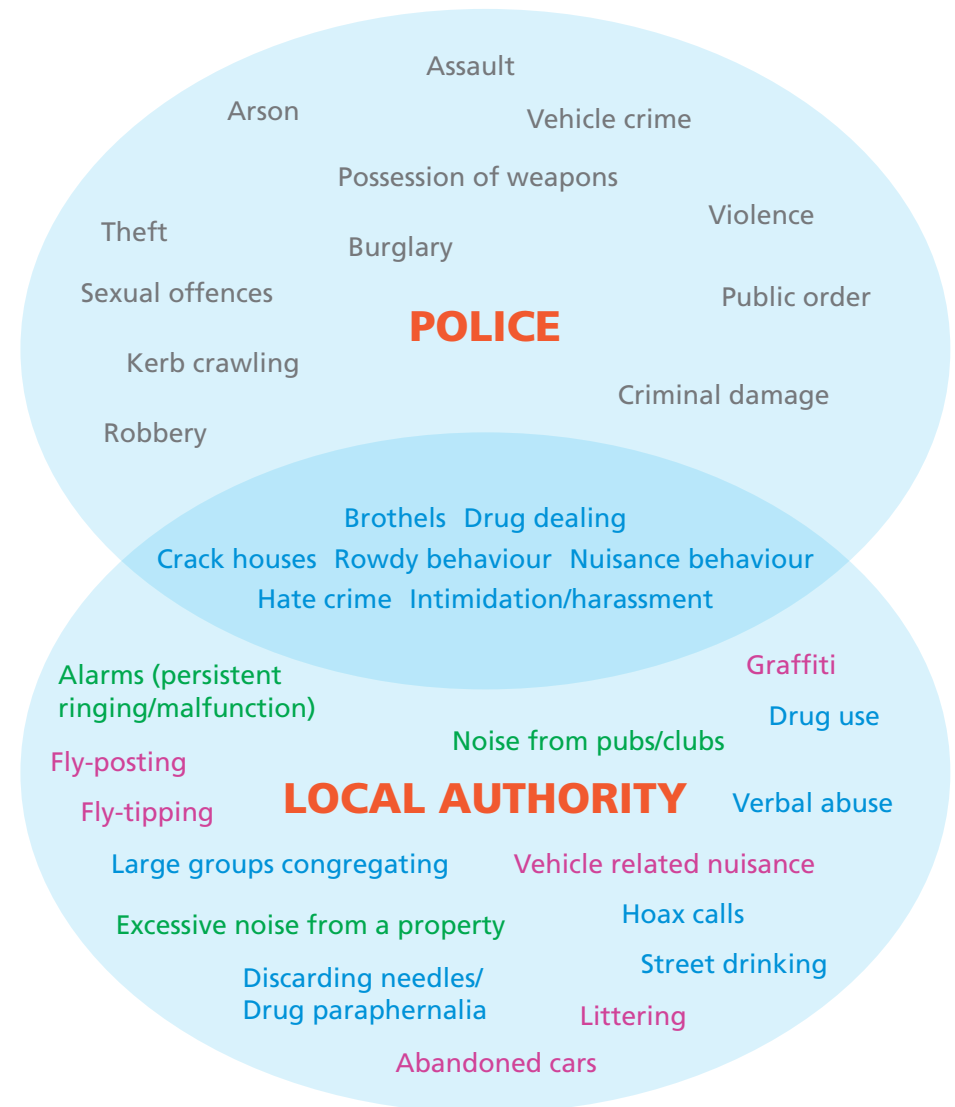 Assault
Arson
Vehicle crime
Possession of weapons
Violence
Theft
Burglary
Sexual offences
Public order
POLICE
Kerb crawling
Criminal damage
Robbery
Brothels Drug dealing
Crack houses Rowdy behaviour Nuisance behaviour
Hate crime Intimidation/harassment
Graffiti
Alarms (persistent
ringing/malfunction)
Drug use
Noise from pubs/clubs
Fly-posting
LOCAL AUTHORITY
Verbal abuse
Fly-tipping
Large groups congregating
Vehicle related nuisance
Hoax calls
Excessive noise from a property
Street drinking
Discarding needles/
Drug paraphernalia
Littering
Abandoned cars